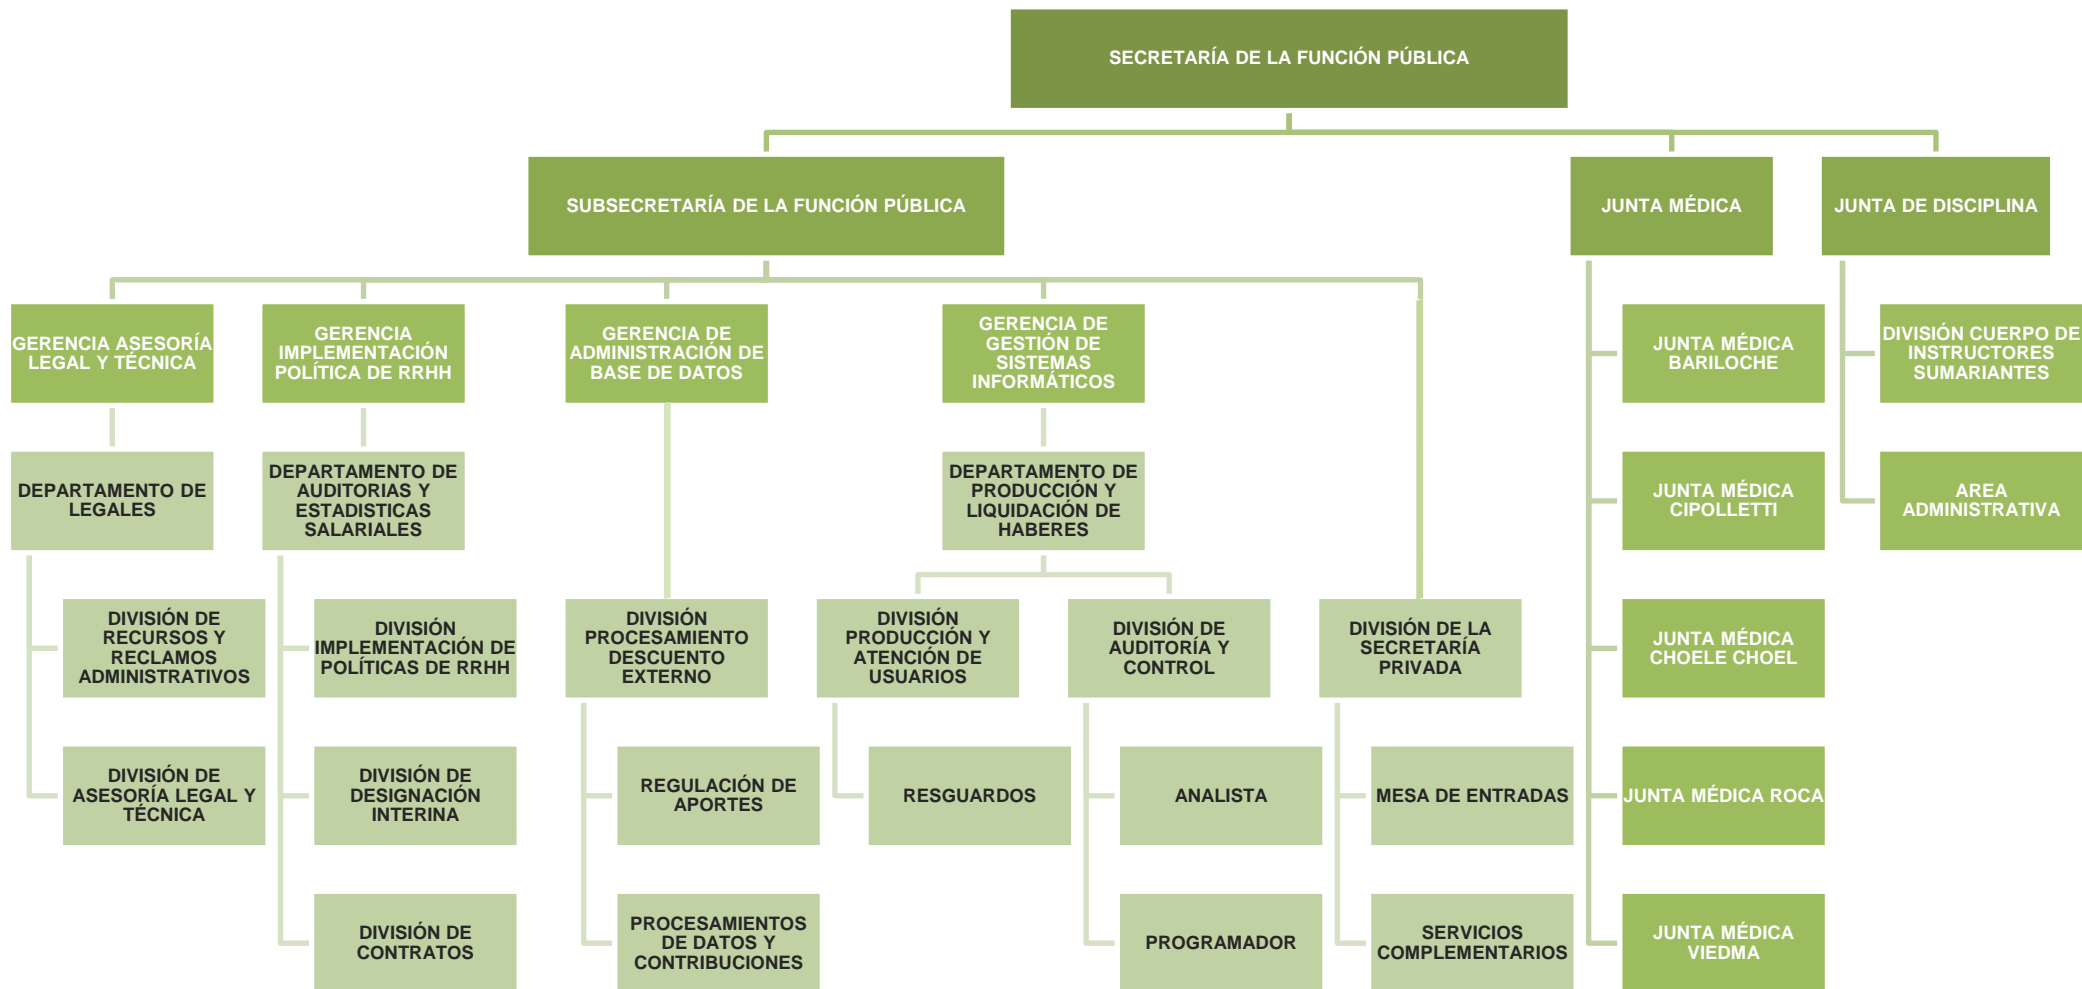 SECRETARÍA DE LA FUNCIÓN PÚBLICA
SUBSECRETARÍA DE LA FUNCIÓN PÚBLICA
JUNTA MÉDICA
JUNTA DE DISCIPLINA
GERENCIA ASESORÍA
LEGAL Y TÉCNICA
GERENCIA
IMPLEMENTACIÓN
POLÍTICA DE RRHH
GERENCIA DE
ADMINISTRACIÓN DE
BASE DE DATOS
GERENCIA DE
GESTIÓN DE
SISTEMAS
INFORMÁTICOS
JUNTA MÉDICA
BARILOCHE
DIVISIÓN CUERPO DE
INSTRUCTORES
SUMARIANTES
DEPARTAMENTO DE
LEGALES
DEPARTAMENTO DE
AUDITORIAS Y
ESTADISTICAS
SALARIALES
DEPARTAMENTO DE
PRODUCCIÓN Y
LIQUIDACIÓN DE
HABERES
JUNTA MÉDICA
CIPOLLETTI
AREA
ADMINISTRATIVA
DIVISIÓN DE
RECURSOS Y
RECLAMOS
ADMINISTRATIVOS
DIVISIÓN
IMPLEMENTACIÓN DE
POLÍTICAS DE RRHH
DIVISIÓN
PROCESAMIENTO
DESCUENTO
EXTERNO
DIVISIÓN
PRODUCCIÓN Y
ATENCIÓN DE
USUARIOS
DIVISIÓN DE
AUDITORÍA Y
CONTROL
DIVISIÓN DE LA
SECRETARÍA
PRIVADA
JUNTA MÉDICA
CHOELE CHOEL
DIVISIÓN DE
ASESORÍA LEGAL Y
TÉCNICA
DIVISIÓN DE
DESIGNACIÓN
INTERINA
REGULACIÓN DE
APORTES
RESGUARDOS
ANALISTA
MESA DE ENTRADAS
JUNTA MÉDICA ROCA
DIVISIÓN DE
CONTRATOS
PROCESAMIENTOS
DE DATOS Y
CONTRIBUCIONES
PROGRAMADOR
SERVICIOS
COMPLEMENTARIOS
JUNTA MÉDICA
VIEDMA